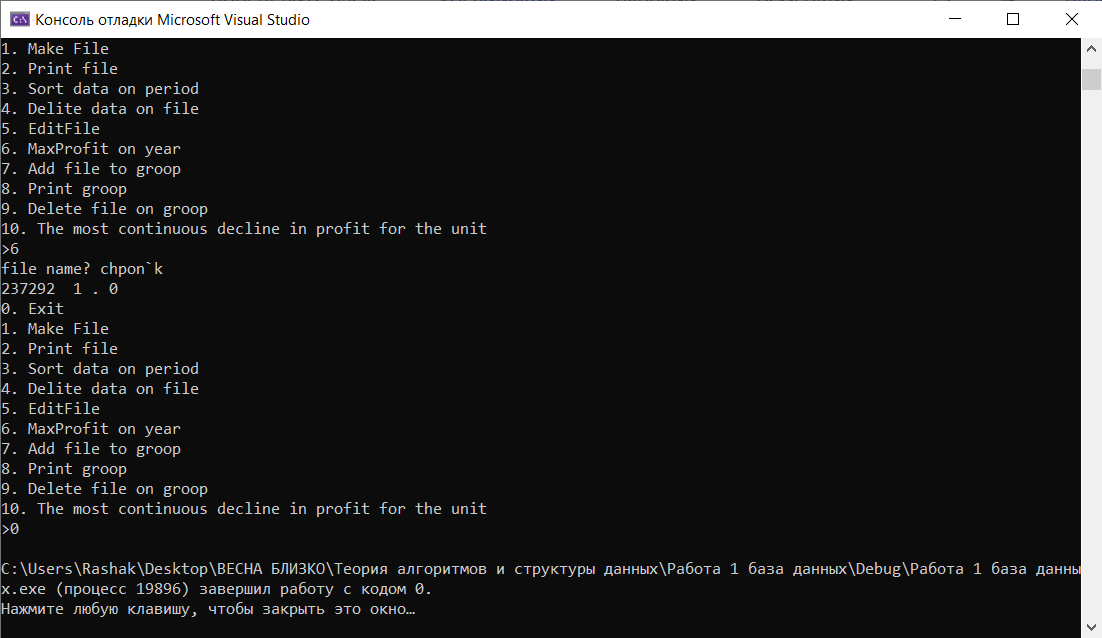 Консоль отладки Microsoft Visual Studio
1. Make File
2. Print file
3. Sort data on period
4. Delite data on file
5. EditFile
6. MaxProfit on year
7. Add file to groop
8. Print groop
9. Delete file on groop
10. The most continuous decline in profit for the unit
>6
file name? chpon`k
237292  1 . 0
0. Exit
1. Make File
2. Print file
3. Sort data on period
4. Delite data on file
5. EditFile
6. MaxProfit on year
7. Add file to groop
8. Print groop
9. Delete file on groop
10. The most continuous decline in profit for the unit
>0
C:\Users\Rashak\Desktop\ВЕСНА БЛИЗКО\Теория алгоритмов и структуры данных\Работа 1 база данных\Debug\Работа 1 база данны
х.exe (процесс 19896) завершил работу с кодом 0.
Нажмите любую клавишу, чтобы закрыть это окно…